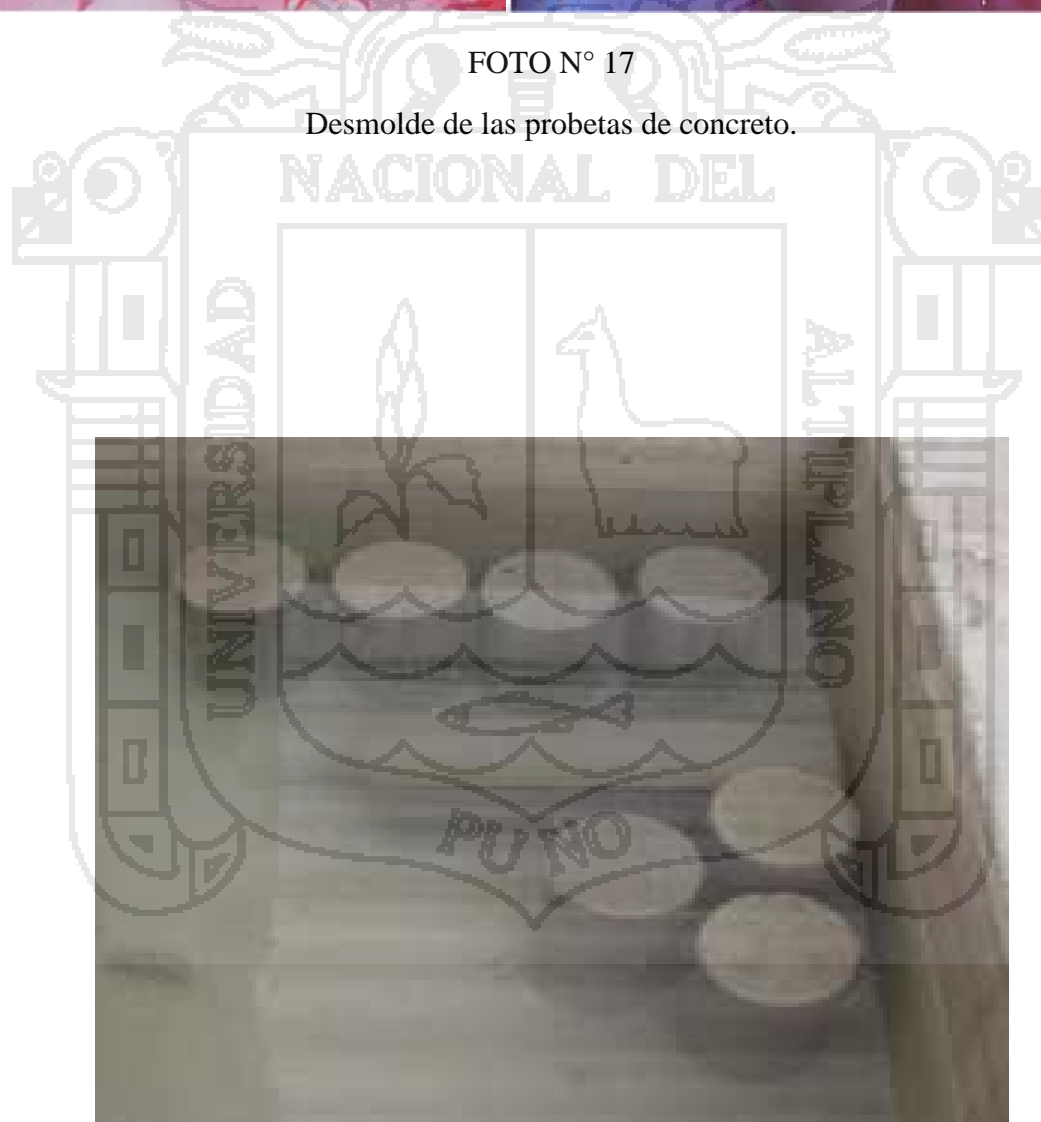 FOTO N° 17
Desmolde de las probetas de concreto.
NACIONAL DEL
UNIVERSIDAD
ALTIPLANO
PUNO